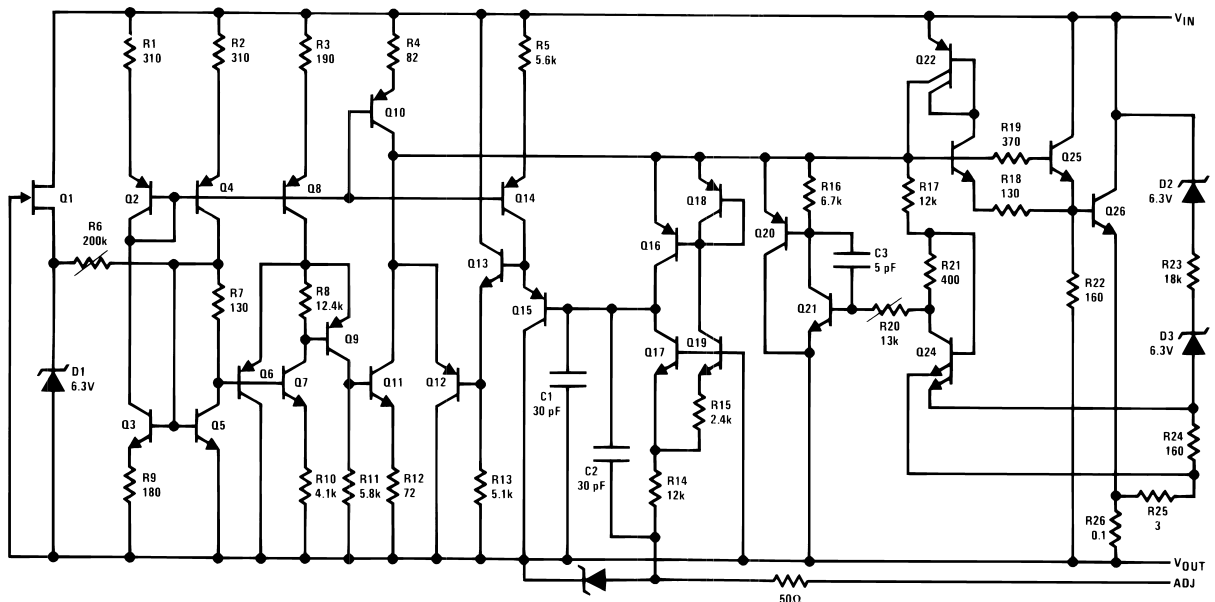 R1
310
R2
310
R3
190
R4
82
R5
5.6k
VIN
Q22
Q10
R19
370
Q25
R18
130
Q1
Q2
Q4
Q8
Q14
Q18
R16
6.7k
R17
12k
Q26
D2
6.3V
R6
200k
Q16
Q20
C3
5 pF
R21
400
Q13
R7
130
R8
12.4k
Q15
R22
160
R23
18k
Q9
Q21
R20
13k
Q17
Q19
Q24
D3
6.3V
D1
6.3V
Q6
Q7
Q11
Q12
C1
30 pF
R15
2.4k
Q3
Q5
R24
160
C2
30 pF
R9
180
R10
4.1k
R11
5.8k
R12
72
R13
5.1k
R14
12k
R25
3
R26
0.1
VOUT
ADJ
50Ω